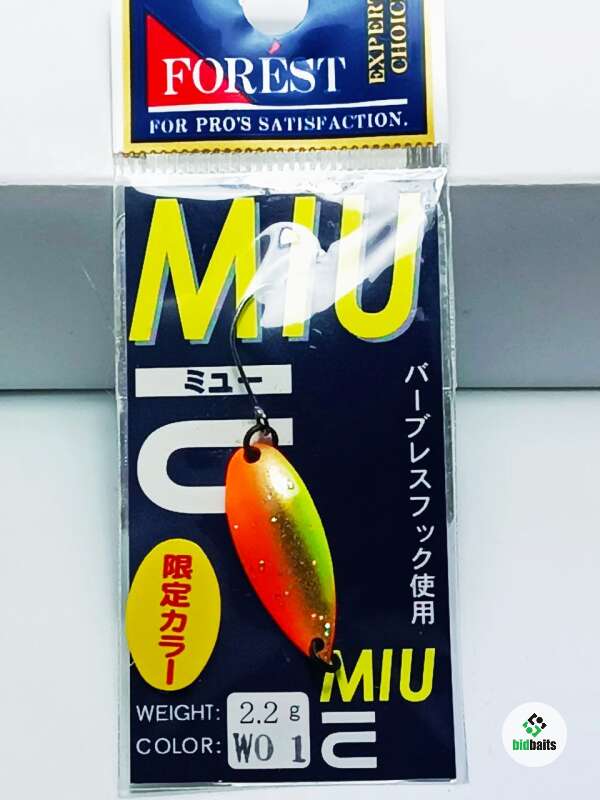 EXPERT CHOICE
FORÉST
FOR PRO'S SATISFACTION.
MIU
ミュー
バーブレスフック使用
限定カラー
MIU
WEIGHT: 2.2 g
COLOR: WO 1
bidbaits